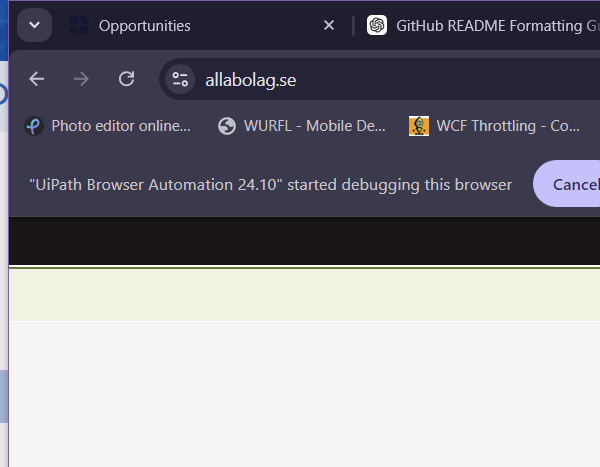 Opportunities
GitHub README Formatting Gu
allabolag.se
Photo editor online...
WURFL - Mobile De...
WCF Throttling - Co...
"UiPath Browser Automation 24.10" started debugging this browser
Cancel